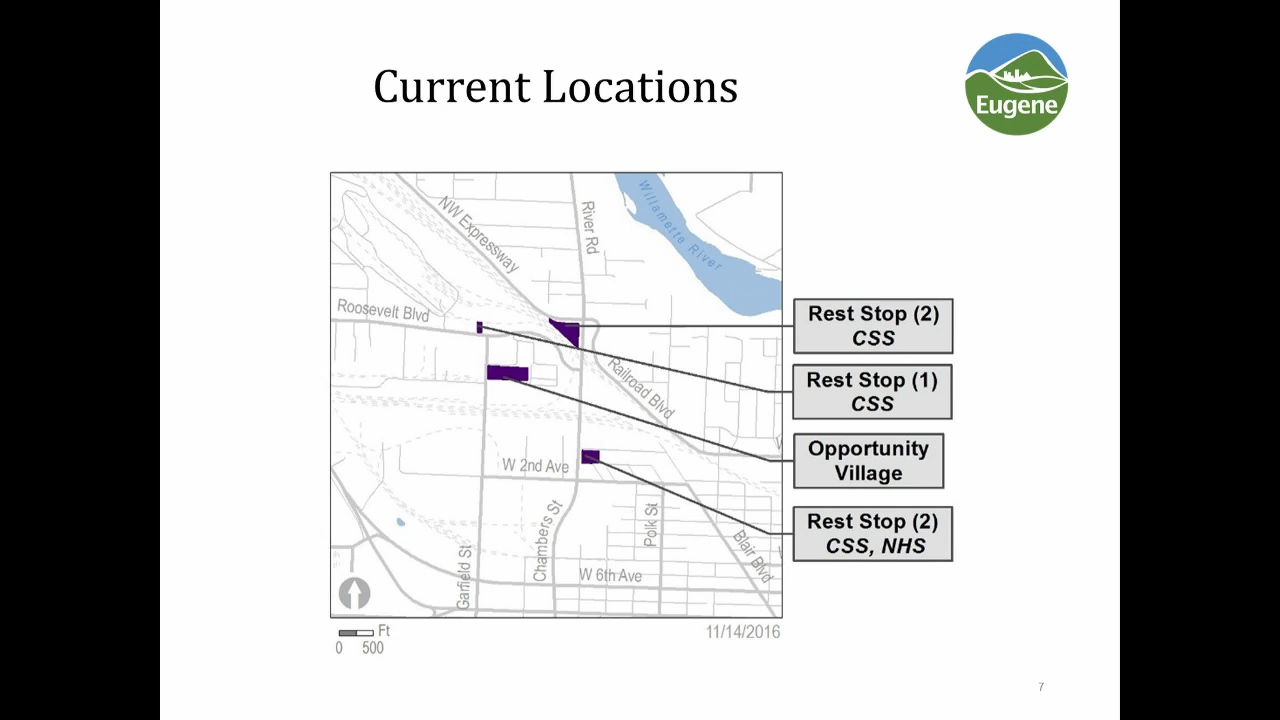 Current Locations
Eugene
NW Expressway
River Rd
Willamette River
Roosevelt Blvd
Railroad Blvd
W 2nd Ave
Chambers St
Polk St
Blair Blvd
Garfield St
W 6th Ave
Rest Stop (2)
CSS
Rest Stop (1)
CSS
Opportunity
Village
Rest Stop (2)
CSS, NHS
Ft
0 500
11/14/2016
7